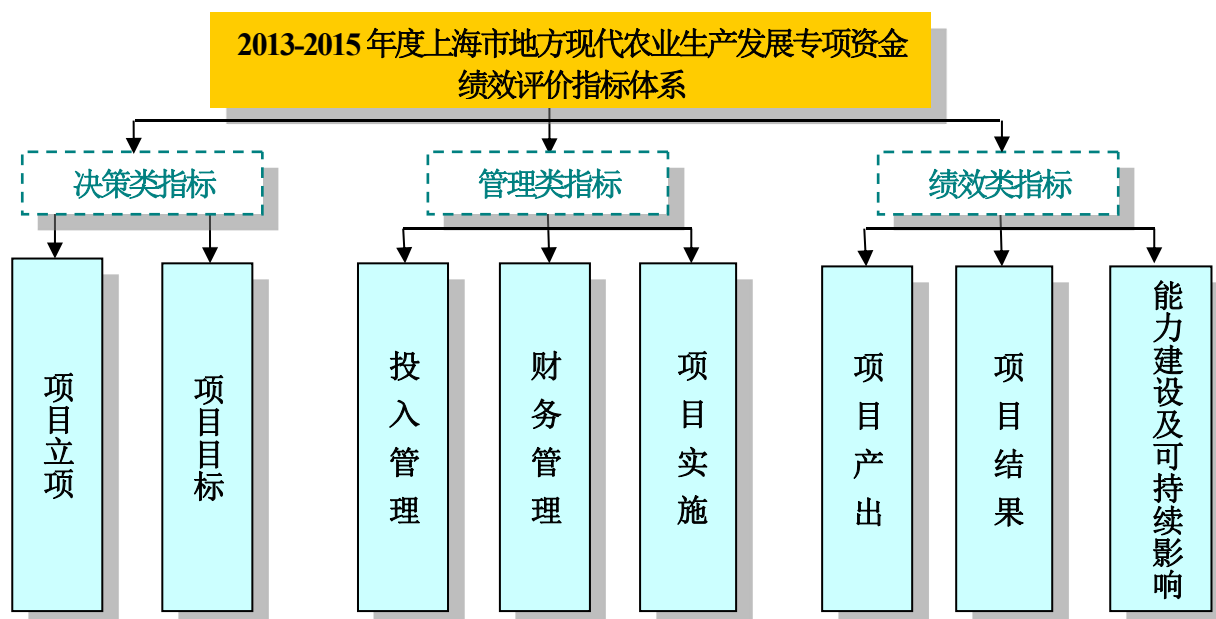 2013-2015 年度上海市地方现代农业生产发展专项资金
绩效评价指标体系
决策类指标
管理类指标
绩效类指标
项目立项
项目目标
投入管理
财务管理
项目实施
项目产出
项目结果
能力建设及可持续影响